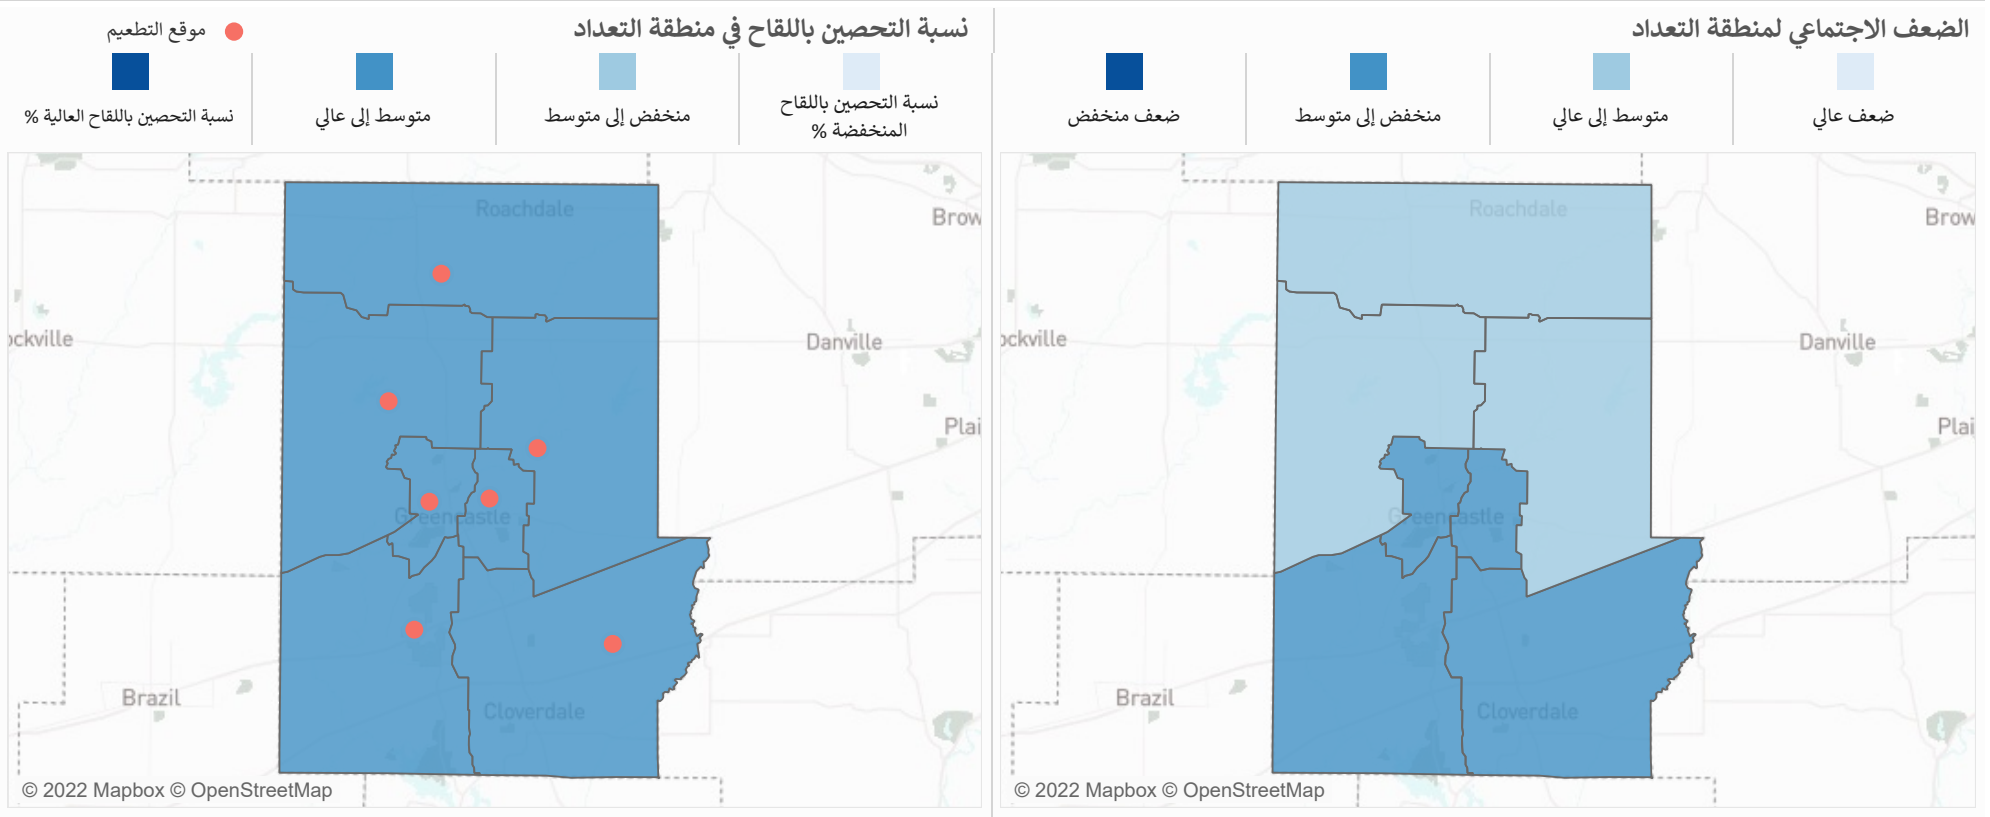 الضعف الاجتماعي لمنطقة التعداد
ضعف عالي
متوسط إلى عالي
منخفض إلى متوسط
ضعف منخفض
Roachdale
Brow
ockville
Danville
Plai
Greencastle
Brazil
Cloverdale
© 2022 Mapbox © OpenStreetMap
نسبة التحصين باللقاح في منطقة التعداد
موقع التطعيم
نسبة التحصين باللقاح
المنخفضة %
منخفض إلى متوسط
متوسط إلى عالي
نسبة التحصين باللقاح العالية %
Roachdale
Brow
ockville
Danville
Plai
Greencastle
Brazil
Cloverdale
© 2022 Mapbox © OpenStreetMap